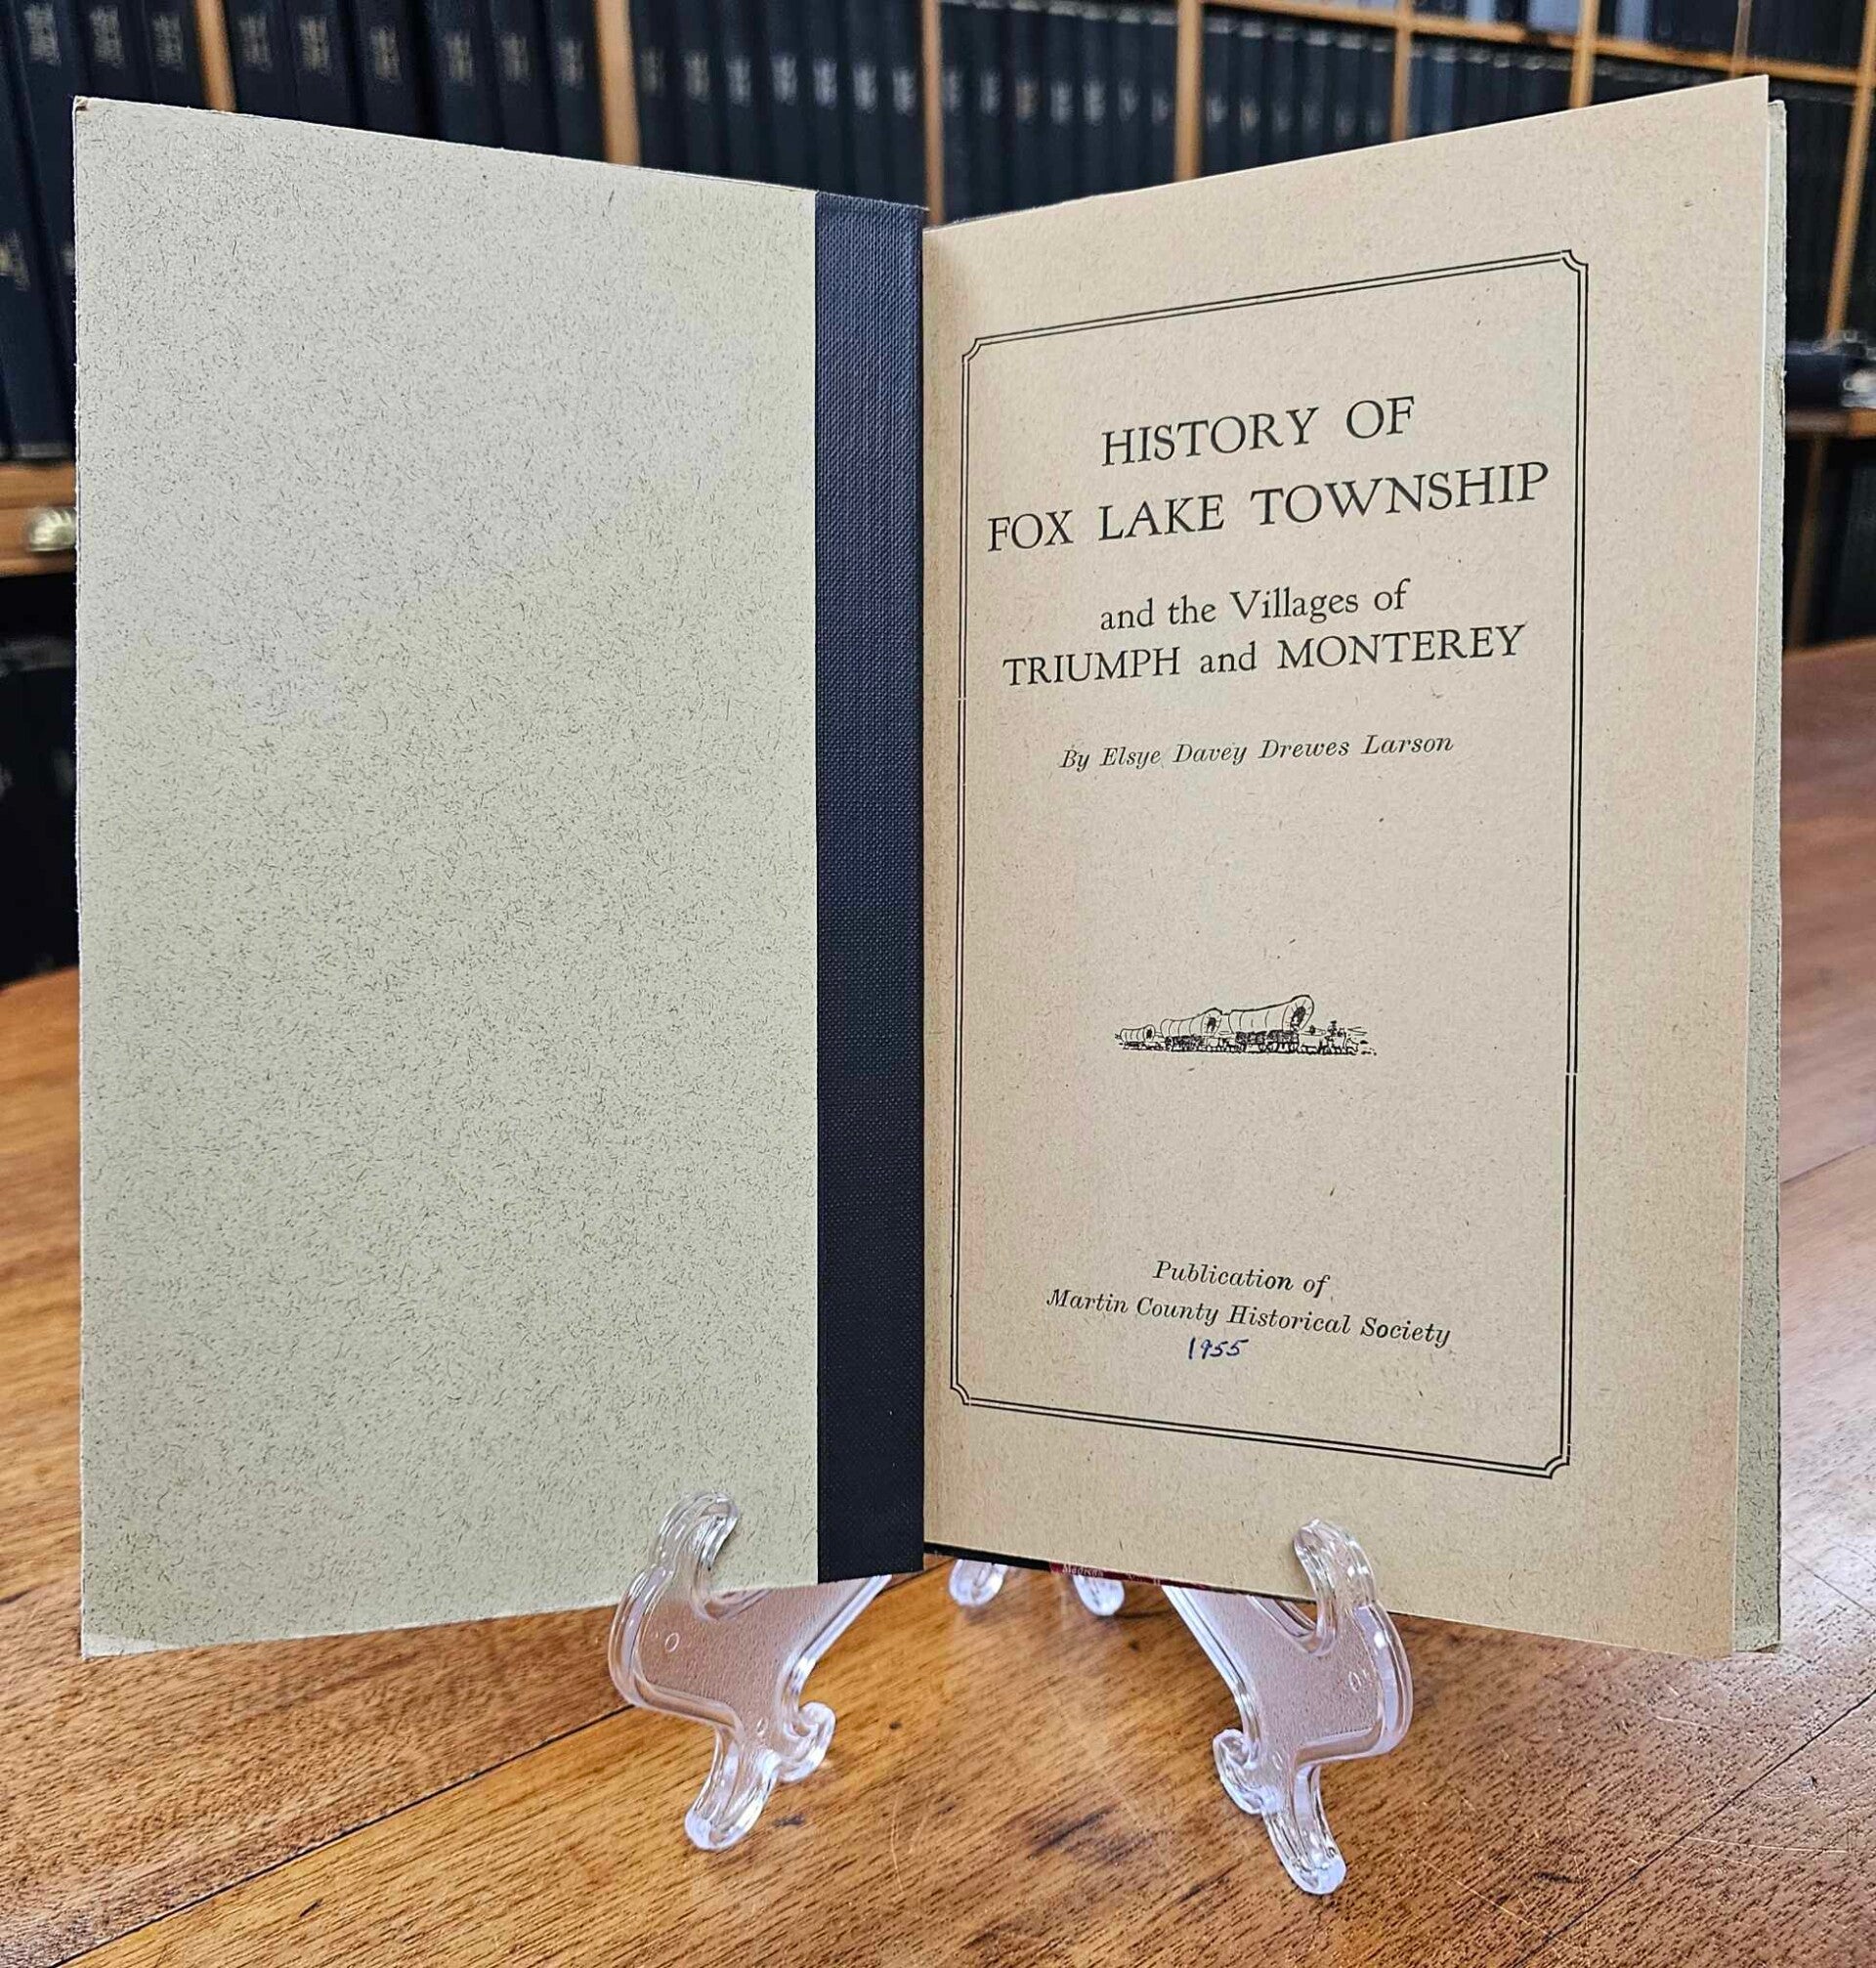 HISTORY OF
FOX LAKE TOWNSHIP
and the Villages of
TRIUMPH and MONTEREY
By Elsye Davey Drewes Larson
Publication of
Martin County Historical Society
1955